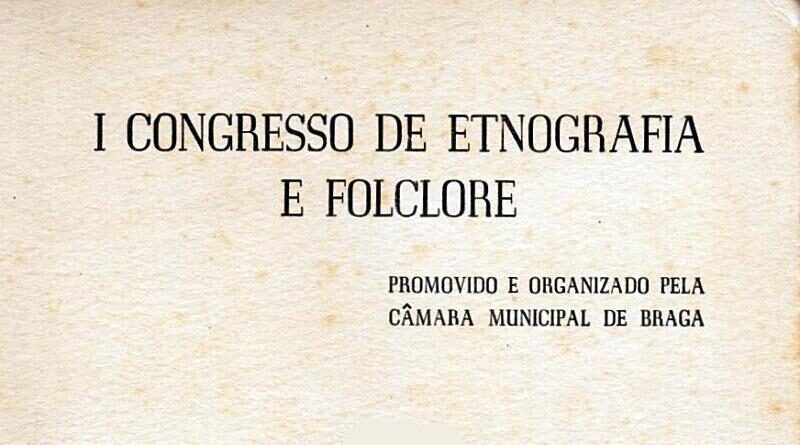 I CONGRESSO DE ETNOGRAFIA
E FOLCLORE
PROMOVIDO E ORGANIZADO PELA
CÂMARA MUNICIPAL DE BRAGA